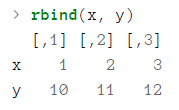 > rbind(x, y)
[,1] [,2] [,3]
x 1 2 3
y 10 11 12